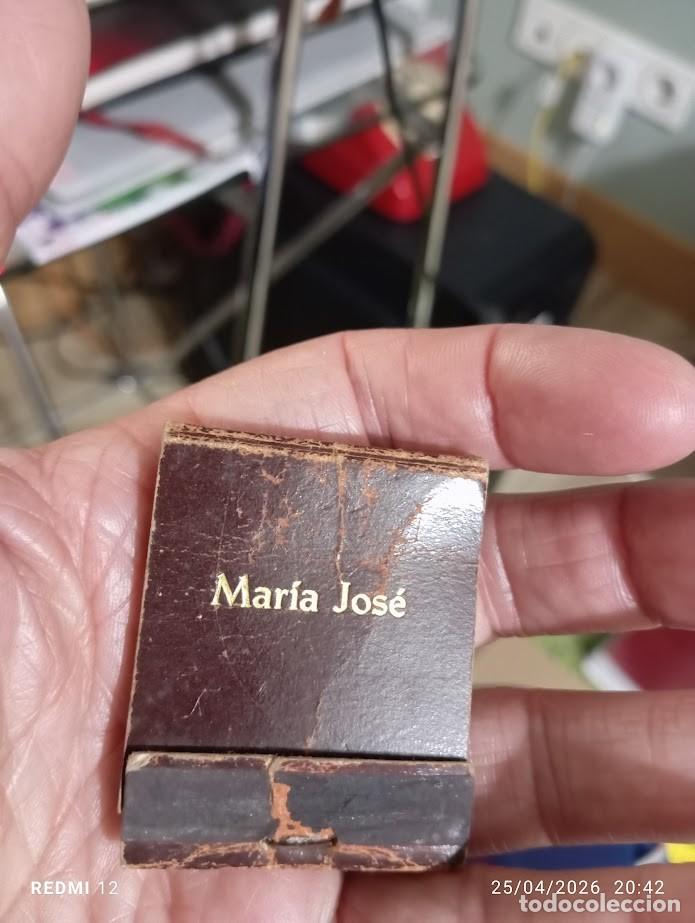 María José
REDMI 12
25/04/2026 20:42
todocoleccion